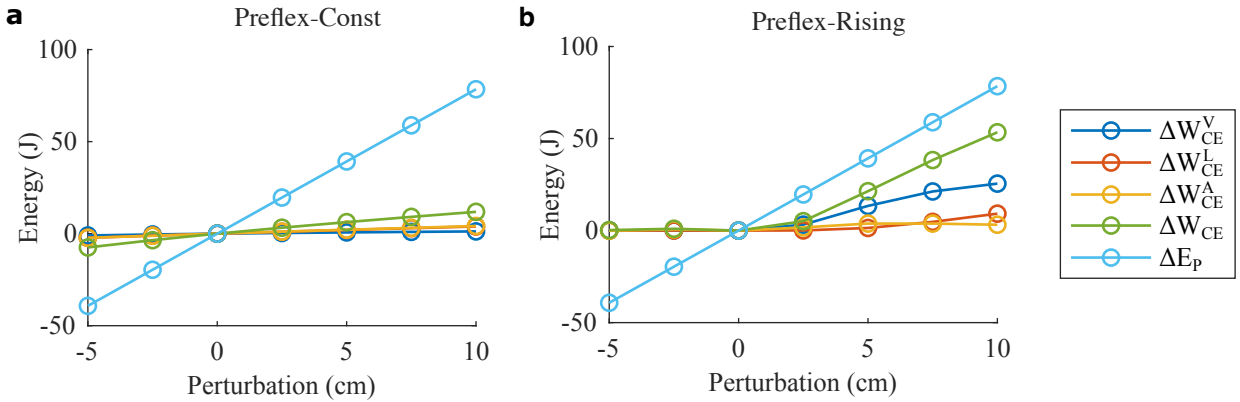 a
Preflex-Const
100
50
0
-50
Energy (J)
-5
0
5
10
Perturbation (cm)
b
Preflex-Rising
100
50
0
-50
Energy (J)
-5
0
5
10
Perturbation (cm)
ΔW^V_CE
ΔW^L_CE
ΔW^A_CE
ΔW_CE
ΔE_P